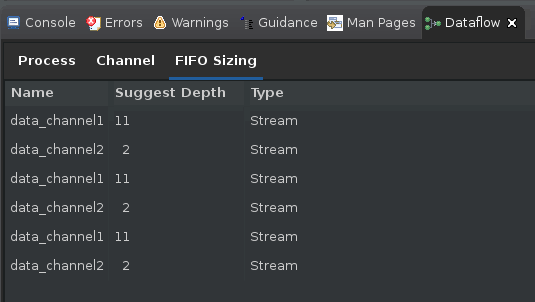 Console Errors Warnings Guidance Man Pages Dataflow
Process Channel FIFO Sizing
Name Suggest Depth Type
data_channel1 11 Stream
data_channel2 2 Stream
data_channel1 11 Stream
data_channel2 2 Stream
data_channel1 11 Stream
data_channel2 2 Stream